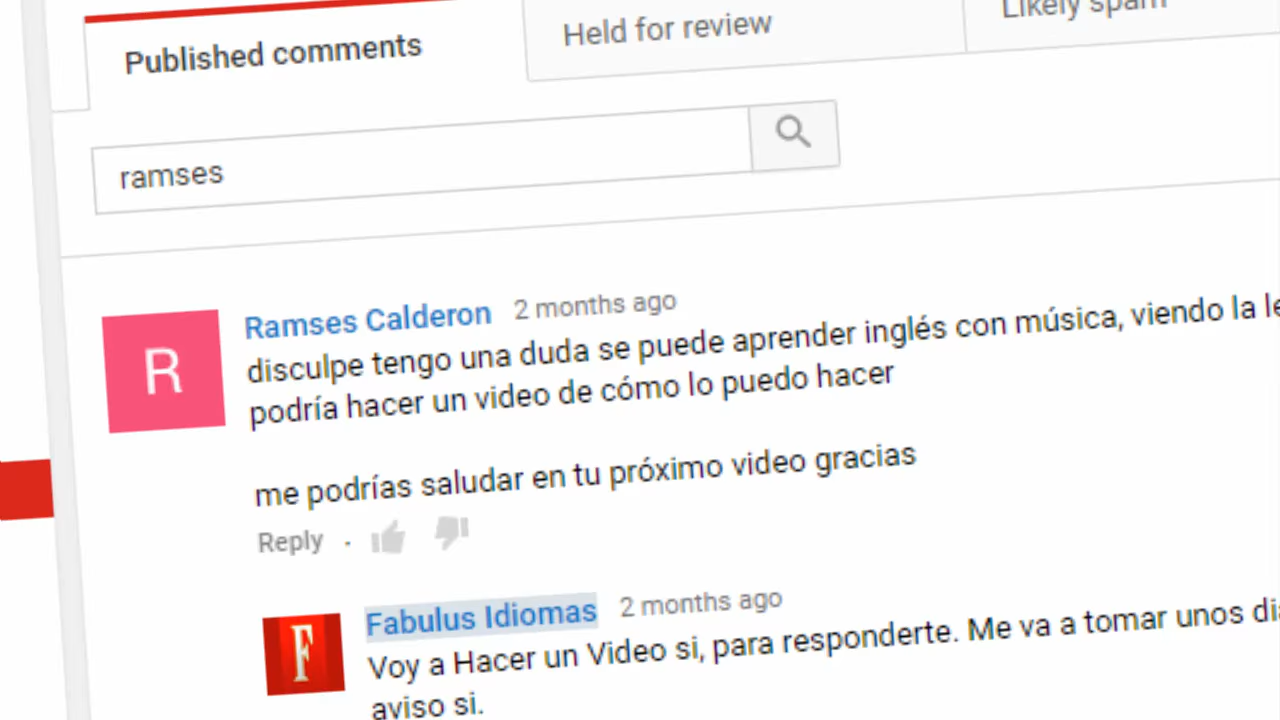 Published comments
Held for review
Likely spam
ramses
Ramses Calderon 2 months ago
R
disculpe tengo una duda se puede aprender inglés con música, viendo la
podría hacer un video de cómo lo puedo hacer
me podrías saludar en tu próximo video gracias
Reply ·
Fabulus Idiomas 2 months ago
F
Voy a Hacer un Video si, para responderte. Me va a tomar unos
aviso si.